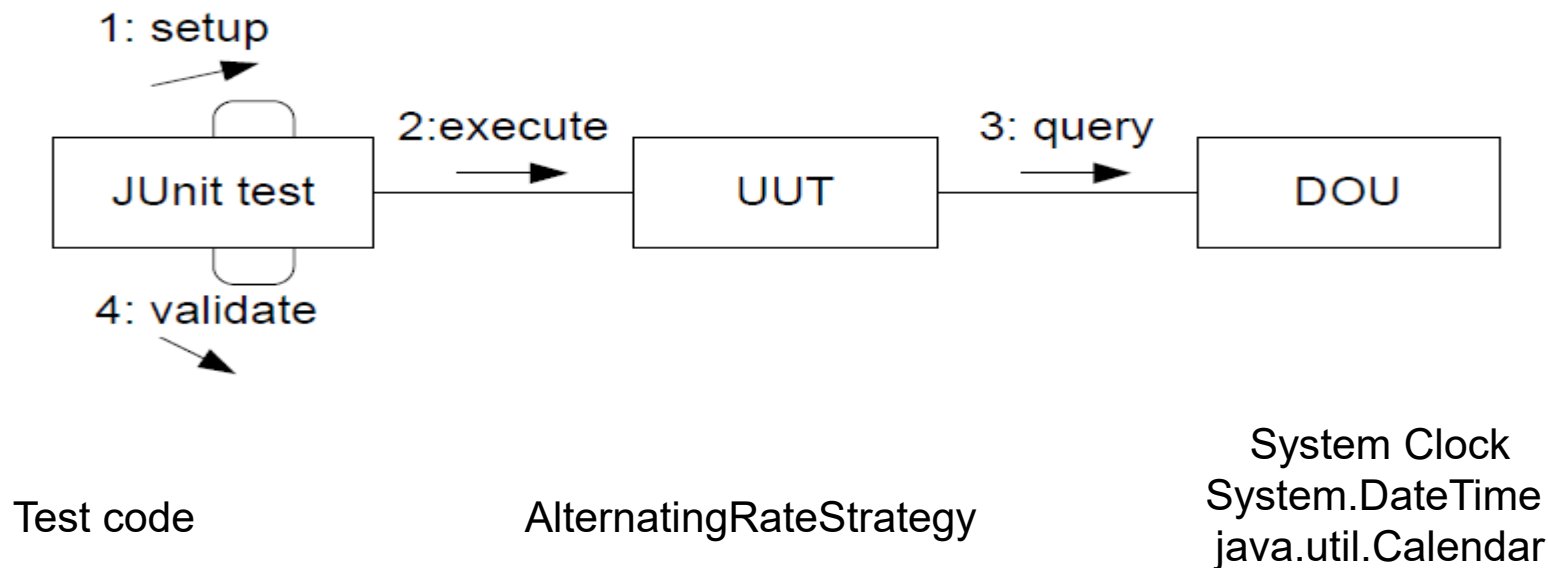 1: setup
2:execute
3: query
JUnit test
UUT
DOU
4: validate
System Clock
System.DateTime
java.util.Calendar
Test code
AlternatingRateStrategy